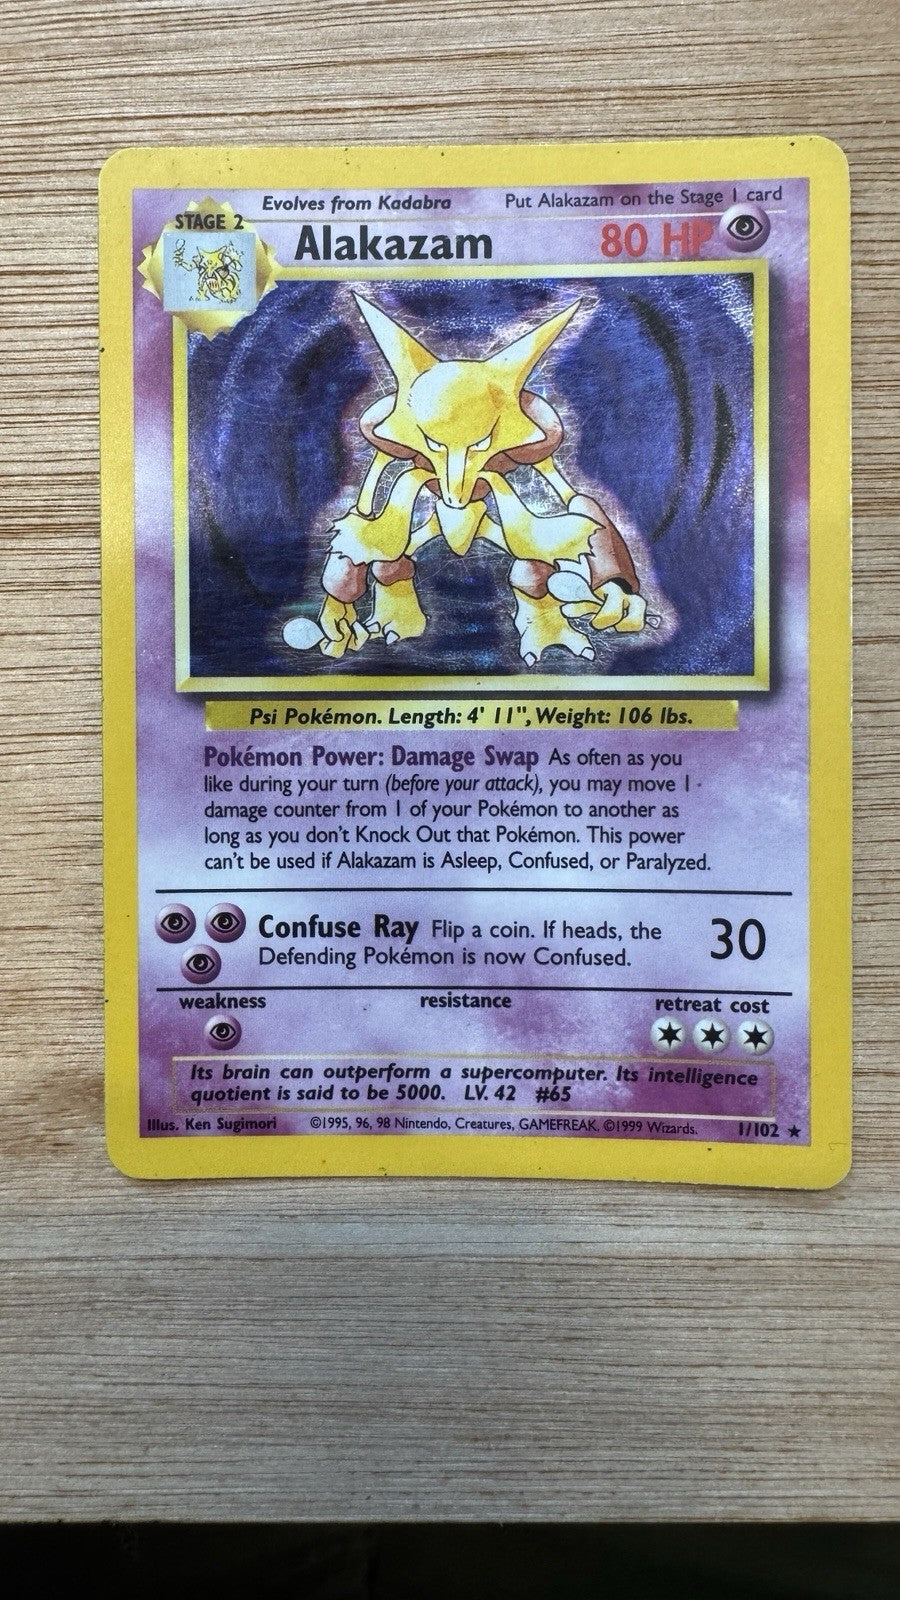 Evolves from Kadabra Put Alakazam on the Stage 1 card
STAGE 2
Alakazam 80 HP
Psi Pokémon. Length: 4' 11", Weight: 106 lbs.
Pokémon Power: Damage Swap As often as you
like during your turn (before your attack), you may move 1
damage counter from 1 of your Pokémon to another as
long as you don't Knock Out that Pokémon. This power
can't be used if Alakazam is Asleep, Confused, or Paralyzed.
Confuse Ray Flip a coin. If heads, the
Defending Pokémon is now Confused.
30
weakness resistance retreat cost
Its brain can outperform a supercomputer. Its intelligence
quotient is said to be 5000. LV. 42 #65
Illus. Ken Sugimori ©1995, 96, 98 Nintendo, Creatures, GAMEFREAK. ©1999 Wizards. 1/102 ★